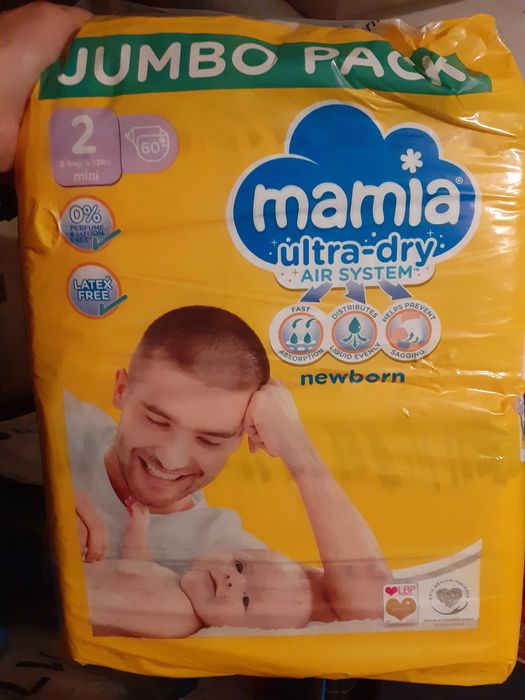 JUMBO PACK
2
3-6kg/6-13lbs
mini
60
0%
PERFUME
& LOTION
FREE*
LATEX
FREE
mamia®
ultra-dry
AIR SYSTEM™
FAST
ABSORPTION
DISTRIBUTES
LIQUID EVENLY
HELPS PREVENT
SAGGING
newborn
LBP